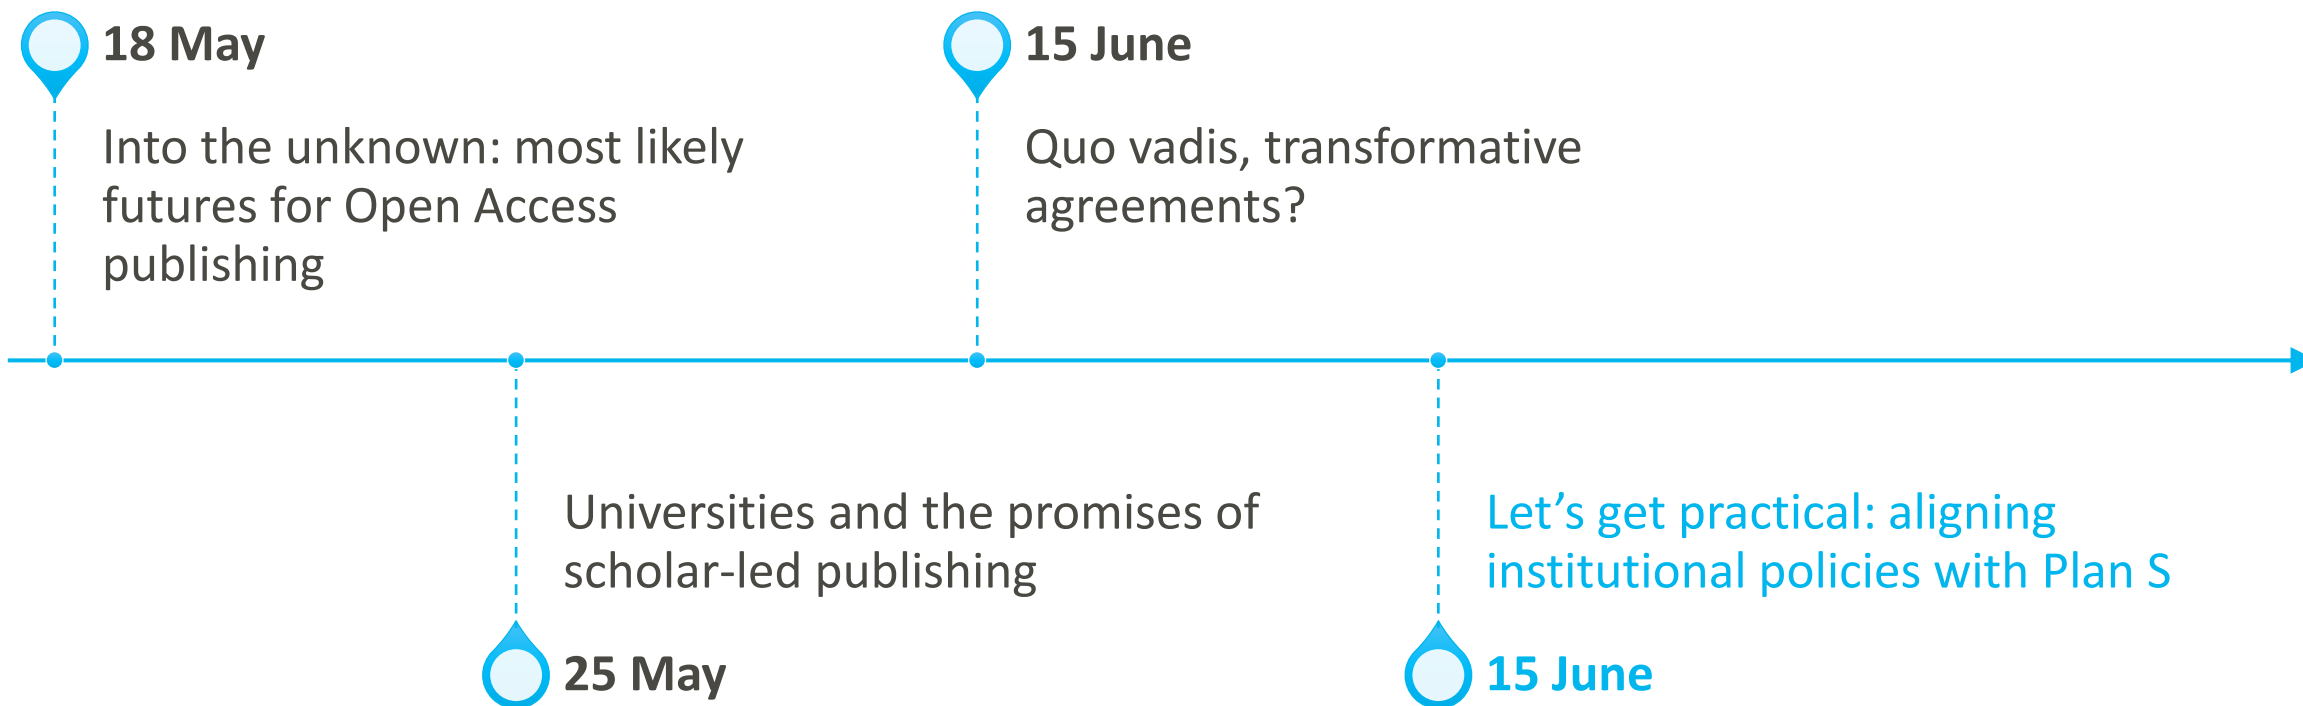 18 May
Into the unknown: most likely
futures for Open Access
publishing
15 June
Quo vadis, transformative
agreements?
Universities and the promises of
scholar-led publishing
25 May
Let’s get practical: aligning
institutional policies with Plan S
15 June